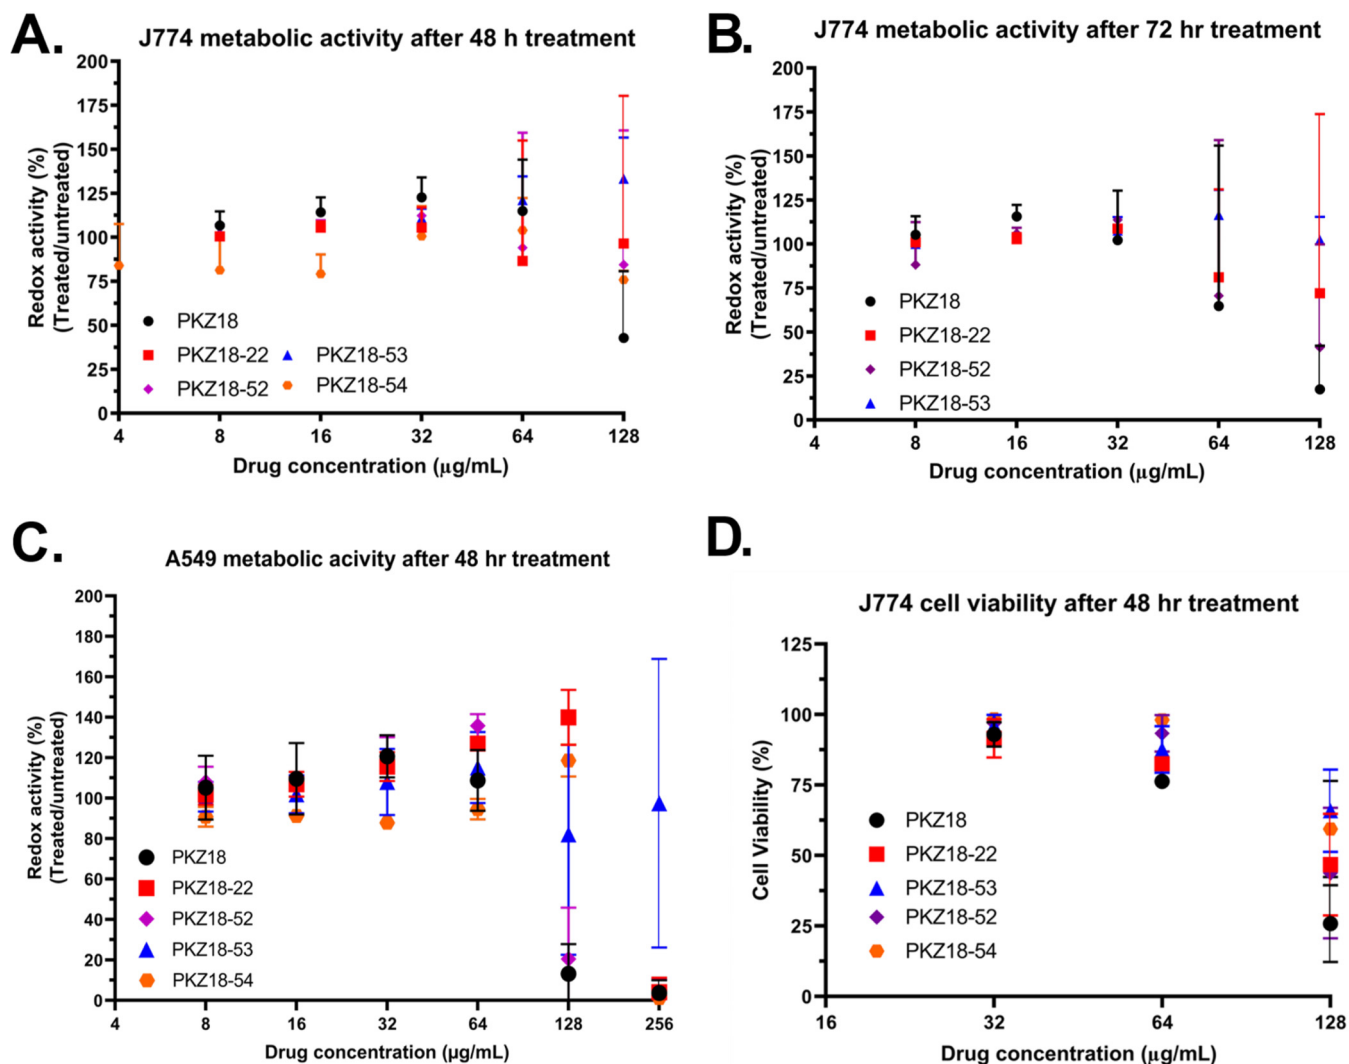 A.
J774 metabolic activity after 48 h treatment
Redox activity (%)
(Treated/untreated)
200
175
150
125
100
75
50
25
0
PKZ18
PKZ18-22
PKZ18-52
PKZ18-53
PKZ18-54
4 8 16 32 64 128
Drug concentration (µg/mL)
B.
J774 metabolic activity after 72 hr treatment
Redox activity (%)
(Treated/untreated)
200
175
150
125
100
75
50
25
0
PKZ18
PKZ18-22
PKZ18-52
PKZ18-53
4 8 16 32 64 128
Drug concentration (µg/mL)
C.
A549 metabolic acivity after 48 hr treatment
Redox activity (%)
(Treated/untreated)
200
180
160
140
120
100
80
60
40
20
0
PKZ18
PKZ18-22
PKZ18-52
PKZ18-53
PKZ18-54
4 8 16 32 64 128 256
Drug concentration (µg/mL)
D.
J774 cell viability after 48 hr treatment
Cell Viability (%)
125
100
75
50
25
0
PKZ18
PKZ18-22
PKZ18-53
PKZ18-52
PKZ18-54
16 32 64 128
Drug concentration (µg/mL)